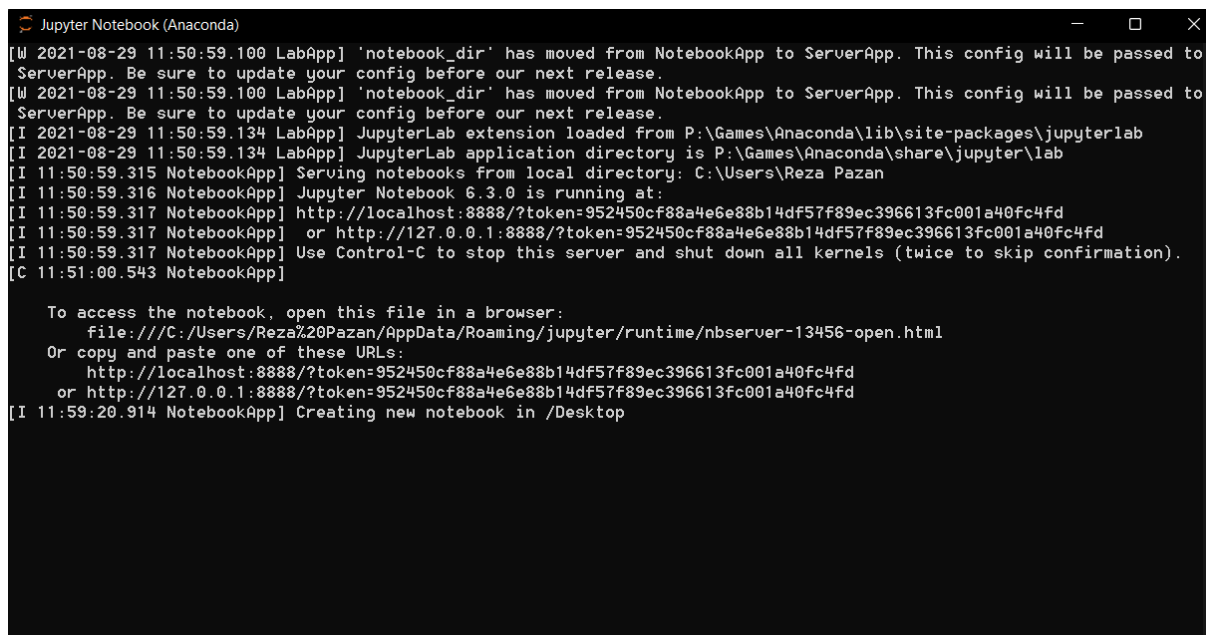 Jupyter Notebook (Anaconda)
[W 2021-08-29 11:50:59.100 LabApp] 'notebook_dir' has moved from NotebookApp to ServerApp. This config will be passed to
ServerApp. Be sure to update your config before our next release.
[W 2021-08-29 11:50:59.100 LabApp] 'notebook_dir' has moved from NotebookApp to ServerApp. This config will be passed to
ServerApp. Be sure to update your config before our next release.
[I 2021-08-29 11:50:59.134 LabApp] JupyterLab extension loaded from P:\Games\Anaconda\lib\site-packages\jupyterlab
[I 2021-08-29 11:50:59.134 LabApp] JupyterLab application directory is P:\Games\Anaconda\share\jupyter\lab
[I 11:50:59.315 NotebookApp] Serving notebooks from local directory: C:\Users\Reza Pazan
[I 11:50:59.316 NotebookApp] Jupyter Notebook 6.3.0 is running at:
[I 11:50:59.317 NotebookApp] http://localhost:8888/?token=952450cf88a4e6e88b14df57f89ec396613fc001a40fc4fd
[I 11:50:59.317 NotebookApp]  or http://127.0.0.1:8888/?token=952450cf88a4e6e88b14df57f89ec396613fc001a40fc4fd
[I 11:50:59.317 NotebookApp] Use Control-C to stop this server and shut down all kernels (twice to skip confirmation).
[C 11:51:00.543 NotebookApp]
To access the notebook, open this file in a browser:
file:///C:/Users/Reza%20Pazan/AppData/Roaming/jupyter/runtime/nbserver-13456-open.html
Or copy and paste one of these URLs:
http://localhost:8888/?token=952450cf88a4e6e88b14df57f89ec396613fc001a40fc4fd
or http://127.0.0.1:8888/?token=952450cf88a4e6e88b14df57f89ec396613fc001a40fc4fd
[I 11:59:20.914 NotebookApp] Creating new notebook in /Desktop